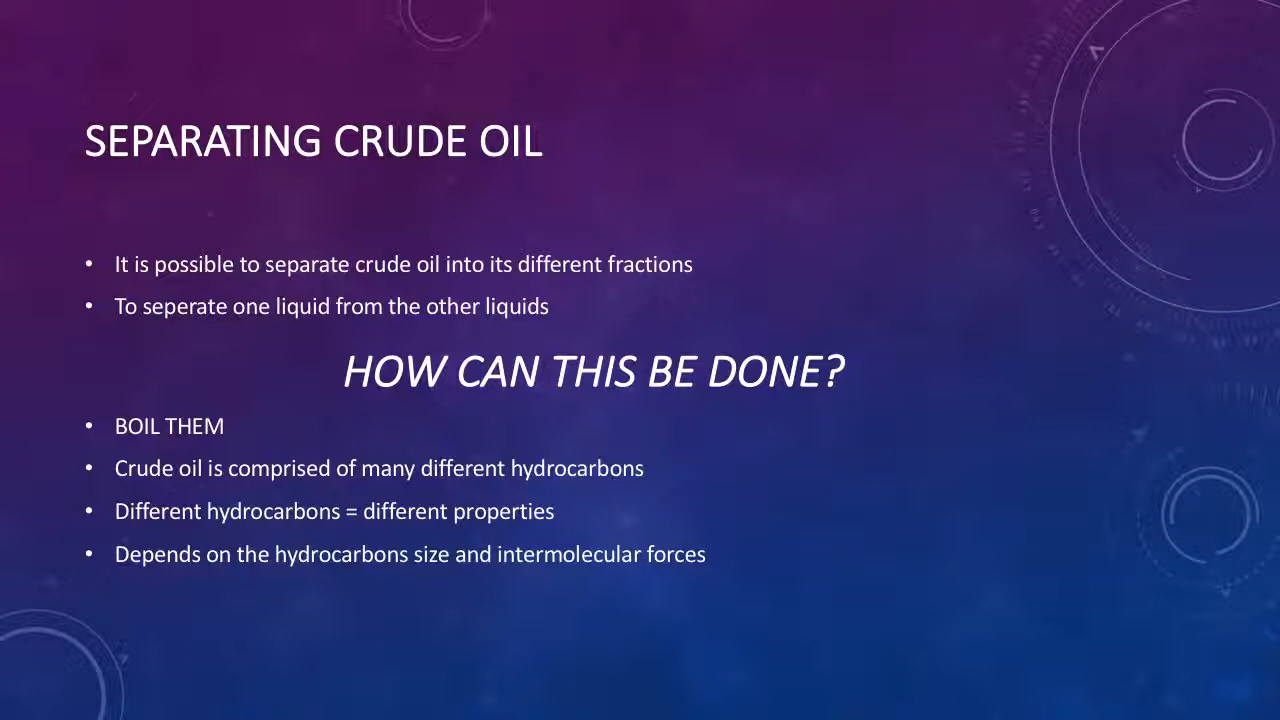 SEPARATING CRUDE OIL
• It is possible to separate crude oil into its different fractions
• To seperate one liquid from the other liquids
HOW CAN THIS BE DONE?
• BOIL THEM
• Crude oil is comprised of many different hydrocarbons
• Different hydrocarbons = different properties
• Depends on the hydrocarbons size and intermolecular forces